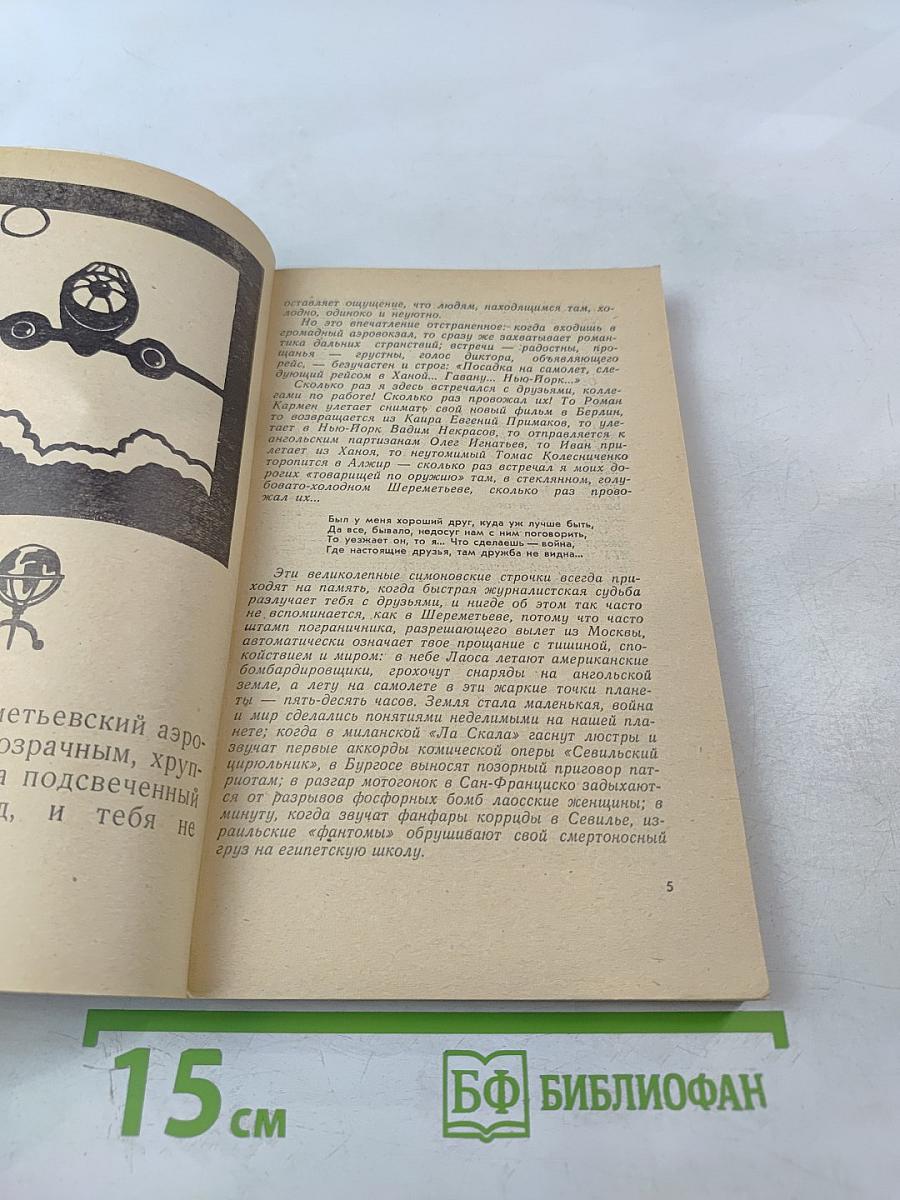 метьевский аэро-
озрачным, хруп-
а подсвеченный
д, и тебя не
оставляет ощущение, что людям, находящимся там, хо-
лодно, одиноко и неуютно.
Но это впечатление отстраненное: когда входишь в
громадный аэровокзал, то сразу же захватывает роман-
тика дальних странствий; встречи — радостны, про-
щанья — грустны, голос диктора, объявляющего
рейс, — безучастен и строг: «Посадка на самолет, сле-
дующий рейсом в Ханой... Гавану... Нью-Йорк...»
Сколько раз я здесь встречался с друзьями, колле-
гами по работе! Сколько раз провожал их! То Роман
Кармен улетает снимать свой новый фильм в Берлин,
то возвращается из Каира Евгений Примаков, то уле-
тает в Нью-Йорк Вадим Некрасов, то отправляется к
ангольским партизанам Олег Игнатьев, то Иван при-
летает из Ханоя, то неутомимый Томас Колесниченко
торопится в Алжир — сколько раз встречал я моих до-
рогих «товарищей по оружию» там, в стеклянном, голу-
бовато-холодном Шереметьеве, сколько раз прово-
жал их...
Был у меня хороший друг, куда уж лучше быть,
Да все, бывало, недосуг нам с ним поговорить,
То уезжает он, то я... Что сделаешь — война,
Где настоящие друзья, там дружба не видна...
Эти великолепные симоновские строчки всегда при-
ходят на память, когда быстрая журналистская судьба
разлучает тебя с друзьями, и нигде об этом так часто
не вспоминается, как в Шереметьеве, потому что часто
штамп пограничника, разрешающего вылет из Москвы,
автоматически означает твое прощание с тишиной, спо-
койствием и миром: в небе Лаоса летают американские
бомбардировщики, грохочут снаряды на ангольской
земле, а лету на самолете в эти жаркие точки плане-
ты — пять-десять часов. Земля стала маленькая, война
и мир сделались понятиями неделимыми на нашей пла-
нете; когда в миланской «Ла Скала» гаснут люстры и
звучат первые аккорды комической оперы «Севильский
цирюльник», в Бургосе выносят позорный приговор пат-
риотам; в разгар мотогонок в Сан-Франциско задыхают-
ся от разрывов фосфорных бомб лаосские женщины; в
минуту, когда звучат фанфары корриды в Севилье, из-
раильские «фантомы» обрушивают свой смертоносный
груз на египетскую школу.
5
15 см
БФ БИБЛИОФАН